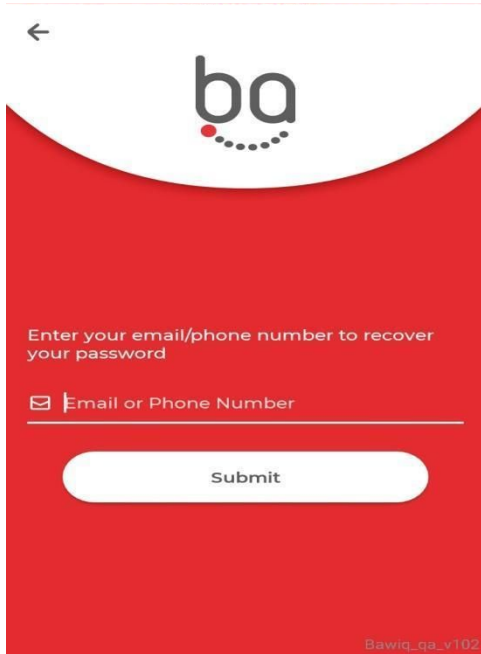 ba
Enter your email/phone number to recover
your password
Email or Phone Number
Submit
Bawiq_qa_v102